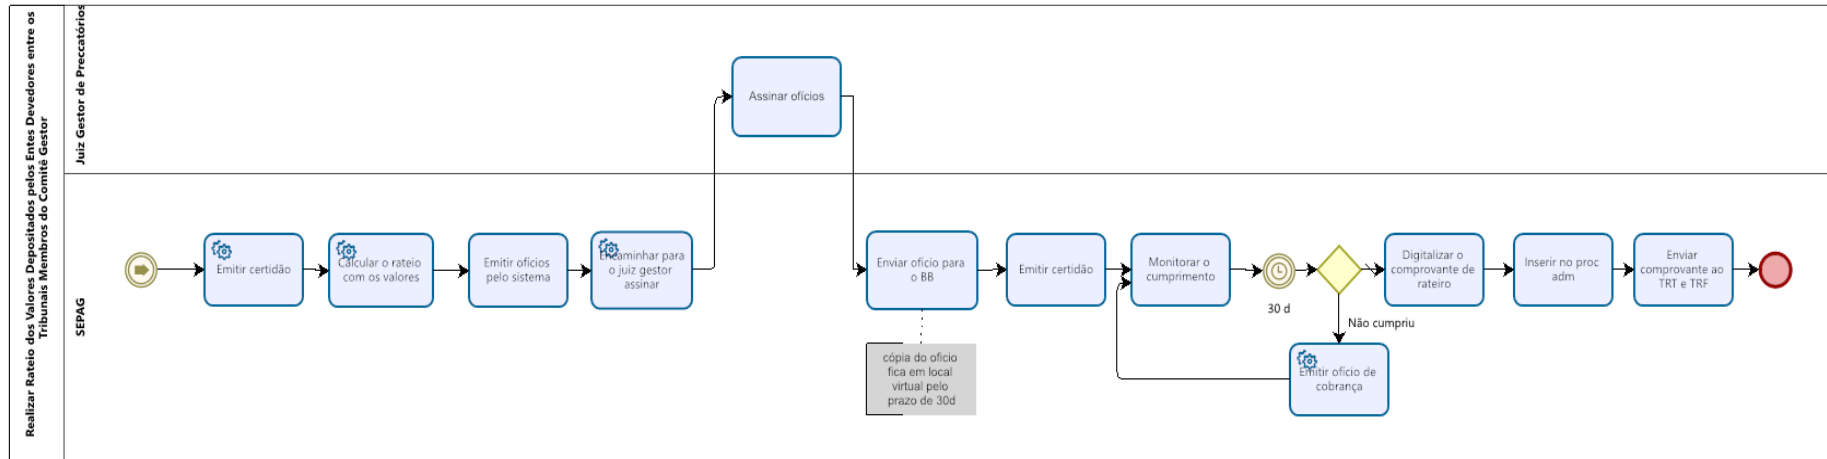 Realizar Rateio dos Valores Depositados pelos Entes Devedores entre os
Tribunais Membros do Comitê Gestor
Juiz Gestor de Preccatórios
SEPAG
Emitir certidão
Calcular o rateio
com os valores
Emitir ofícios
pelo sistema
Encaminhar para
o juiz gestor
assinar
Assinar ofícios
Enviar ofício para
o BB
cópia do oficio
fica em local
virtual pelo
prazo de 30d
Emitir certidão
Monitorar o
cumprimento
30 d
Não cumpriu
Emitir ofício de
cobrança
Digitalizar o
comprovante de
rateiro
Inserir no proc
adm
Enviar
comprovante ao
TRT e TRF